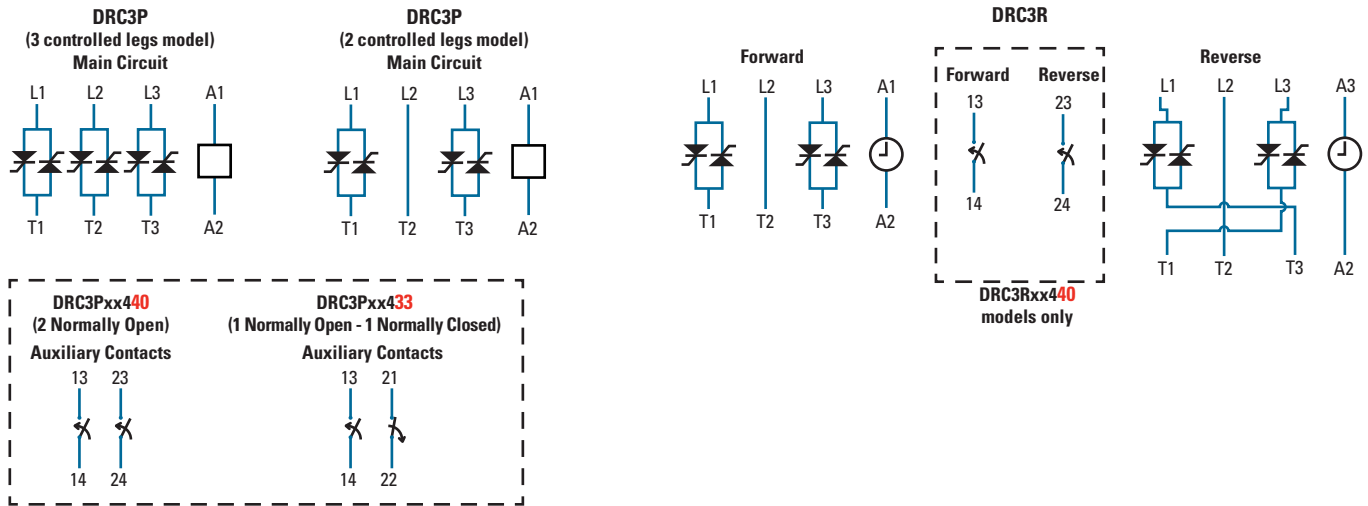 DRC3P
(3 controlled legs model)
Main Circuit
L1 L2 L3 A1
T1 T2 T3 A2
DRC3P
(2 controlled legs model)
Main Circuit
L1 L2 L3 A1
T1 T2 T3 A2
DRC3Pxx440
(2 Normally Open)
Auxiliary Contacts
13 23
14 24
DRC3Pxx433
(1 Normally Open - 1 Normally Closed)
Auxiliary Contacts
13 21
14 22
DRC3R
Forward
L1 L2 L3 A1
T1 T2 T3 A2
Forward Reverse
13 23
14 24
DRC3Rxx440
models only
Reverse
L1 L2 L3 A3
T1 T2 T3 A2